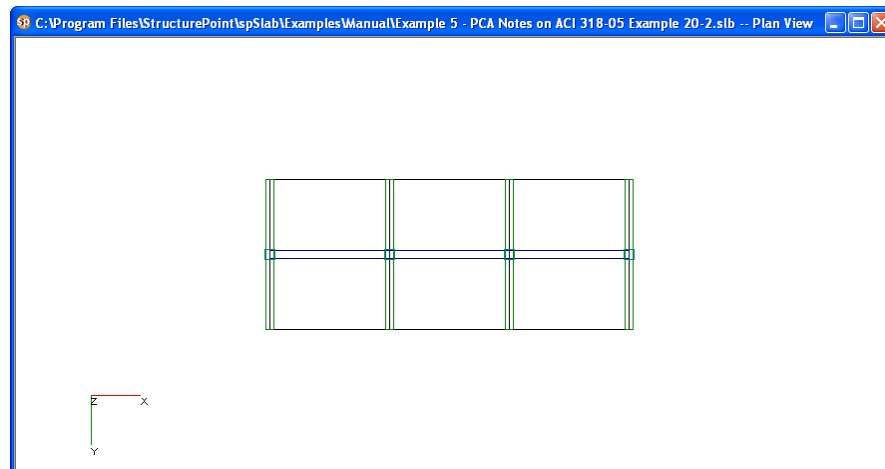 C:\Program Files\StructurePoint\spSlab\Examples\Manual\Example 5 - PCA Notes on ACI 318-05 Example 20-2.slb -- Plan View
Z
X
Y